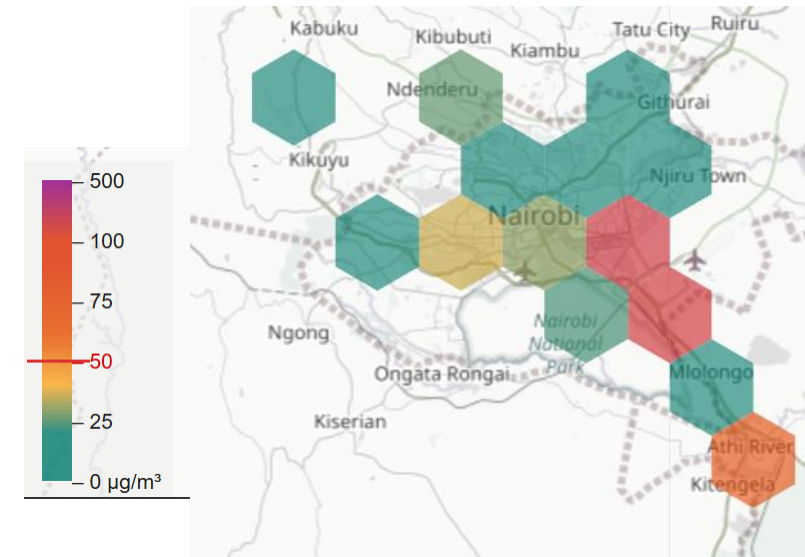 Kabuku
Kibubuti
Kiambu
Tatu City
Ruiru
Ndenderu
Githurai
Kikuyu
Njiru Town
Nairobi
Nairobi
National
Park
Ngong
Ongata Rongai
Mlolongo
Kiserian
Athi River
Kitengela
500
100
75
50
25
0 µg/m³